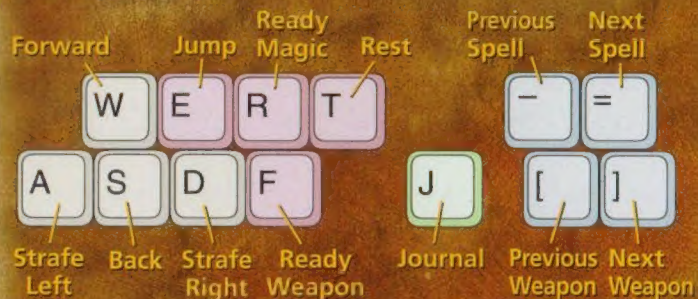 Ready Previous Next
Forward Jump Magic Rest Spell Spell
W E R T - =
A S D F J [ ]
Strafe Back Strafe Ready Journal Previous Next
Left Right Weapon Weapon Weapon